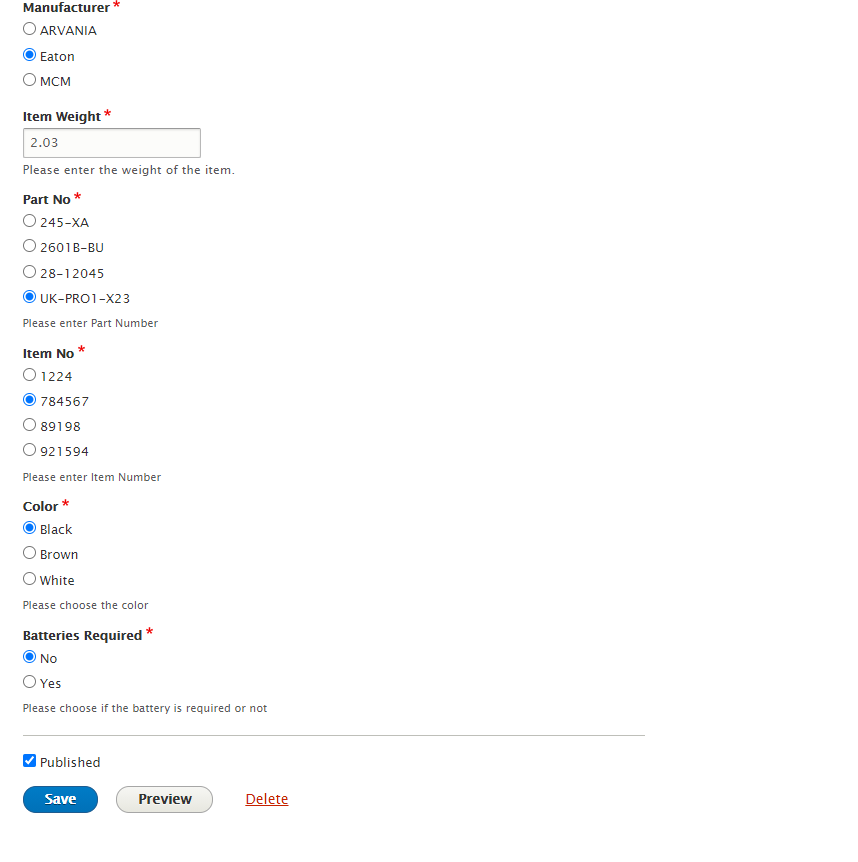 Manufacturer *
ARVANIA
Eaton
MCM
Item Weight *
2.03
Please enter the weight of the item.
Part No *
245-XA
2601B-BU
28-12045
UK-PRO1-X23
Please enter Part Number
Item No *
1224
784567
89198
921594
Please enter Item Number
Color *
Black
Brown
White
Please choose the color
Batteries Required *
No
Yes
Please choose if the battery is required or not
Published
Save Preview Delete